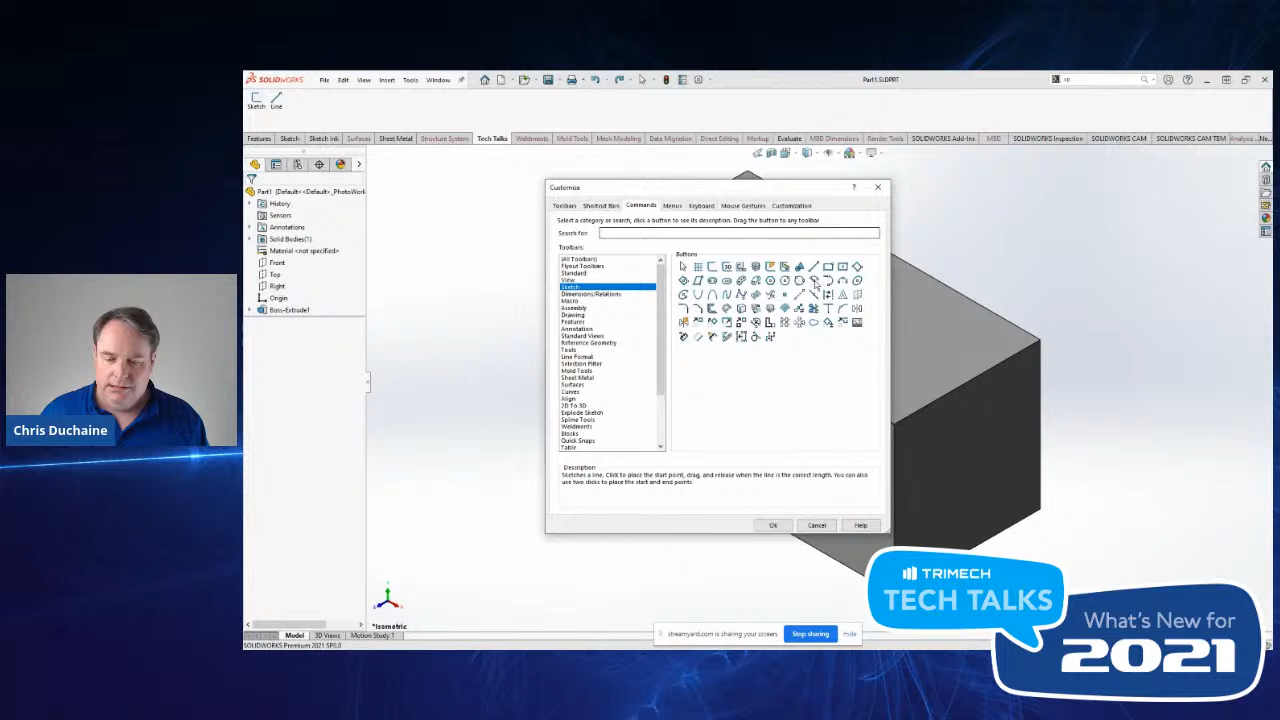 SOLIDWORKS File Edit View Insert Tools Window
Part1.SLDPRT
Sketch Line
Features Sketch Sketch Ink Surfaces Sheet Metal Structure System Tech Talks Weldments Mold Tools Mesh Modeling Data Migration Direct Editing Markup Evaluate MBD Dimensions Render Tools SOLIDWORKS Add-Ins MBD SOLIDWORKS Inspection SOLIDWORKS CAM SOLIDWORKS CAM TBM Analysis ...Ne...
Part1 (Default<<Default>_PhotoWork
History
Sensors
Annotations
Solid Bodies(1)
Material <not specified>
Front
Top
Right
Origin
Boss-Extrude1
Customize
Toolbars Shortcut Bars Commands Menus Keyboard Mouse Gestures Customization
Select a category or search, click a button to see its description. Drag the button to any toolbar
Search for:
Toolbars:
Buttons
(All Toolbars)
Flyout Toolbars
Standard
View
Sketch
Dimensions/Relations
Macro
Assembly
Drawing
Features
Annotation
Standard Views
Reference Geometry
Tools
Line Format
Selection Filter
Mold Tools
Sheet Metal
Surfaces
Curves
Align
2D To 3D
Explode Sketch
Spline Tools
Weldments
Blocks
Quick Snaps
Table
Description
Sketches a line. Click to place the start point, drag, and release when the line is the correct length. You can also
use two clicks to place the start and end points.
OK Cancel Help
Chris Duchaine
*Isometric
Model 3D Views Motion Study 1
SOLIDWORKS Premium 2021 SP0.0
streamyard.com is sharing your screen. Stop sharing Hide
TRIMECH
TECH TALKS
What's New for
2021